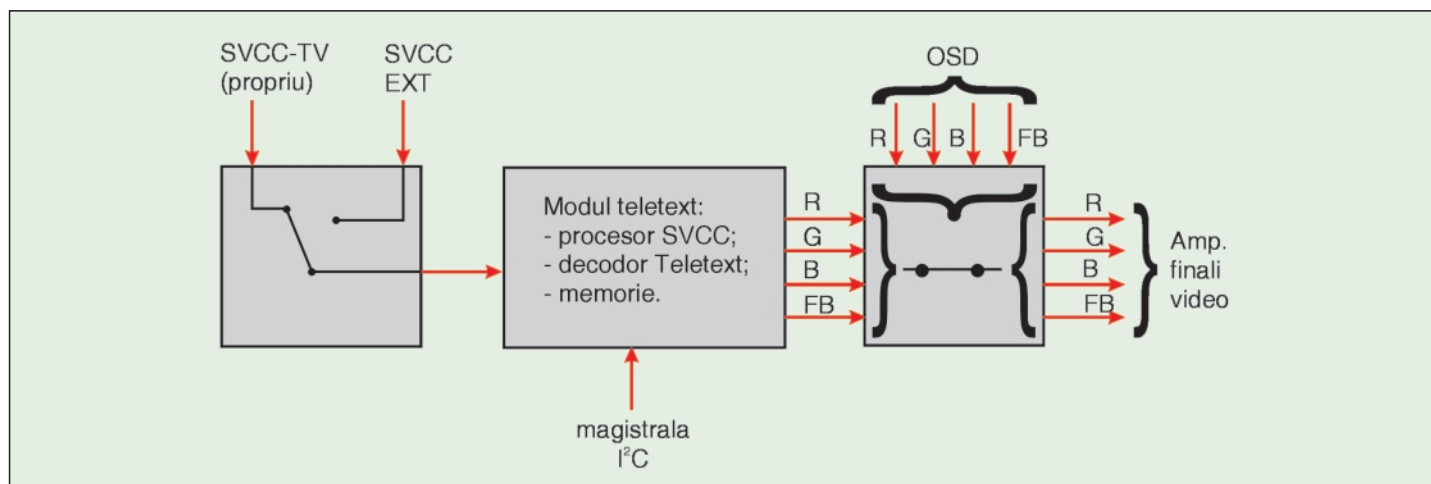 SVCC-TV
(propriu)
SVCC
EXT
OSD
R G B FB
Modul teletext:
- procesor SVCC;
- decodor Teletext;
- memorie.
R
G
B
FB
R
G
B
FB
Amp.
finali
video
magistrala
I²C